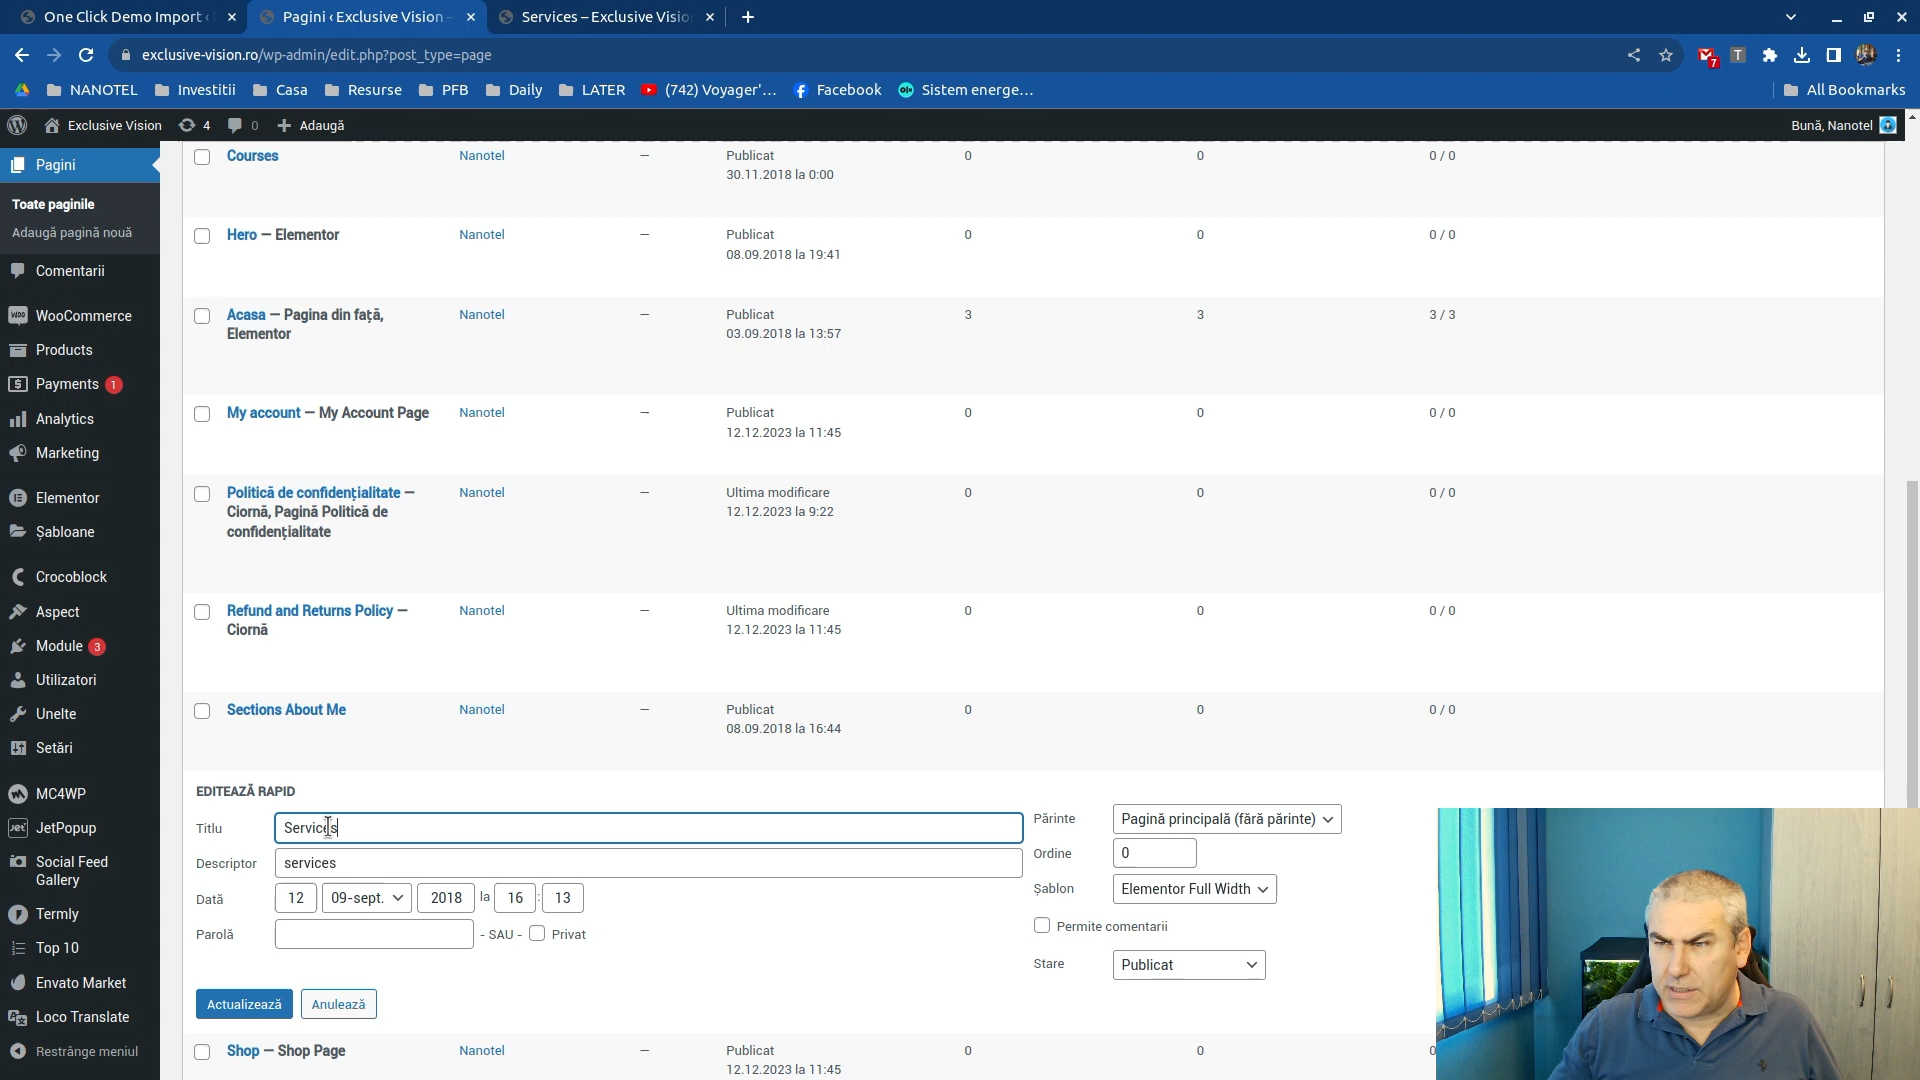 One Click Demo Import ‹
Pagini ‹ Exclusive Vision –
Services – Exclusive Visio
exclusive-vision.ro/wp-admin/edit.php?post_type=page
7
T
NANOTEL
Investitii
Casa
Resurse
PFB
Daily
LATER
(742) Voyager'...
Facebook
olx
Sistem energe...
All Bookmarks
Exclusive Vision
4
0
Adaugă
Bună, Nanotel
Pagini
Toate paginile
Adaugă pagină nouă
Comentarii
WooCommerce
Products
Payments 1
Analytics
Marketing
Elementor
Șabloane
Crocoblock
Aspect
Module 3
Utilizatori
Unelte
Setări
MC4WP
JetPopup
Social Feed
Gallery
Termly
Top 10
Envato Market
Loco Translate
Restrânge meniul
Courses Nanotel — Publicat 0 0 0 / 0
30.11.2018 la 0:00
Hero — Elementor Nanotel — Publicat 0 0 0 / 0
08.09.2018 la 19:41
Acasa — Pagina din față, Nanotel — Publicat 3 3 3 / 3
Elementor 03.09.2018 la 13:57
My account — My Account Page Nanotel — Publicat 0 0 0 / 0
12.12.2023 la 11:45
Politică de confidențialitate — Nanotel — Ultima modificare 0 0 0 / 0
Ciornă, Pagină Politică de 12.12.2023 la 9:22
confidențialitate
Refund and Returns Policy — Nanotel — Ultima modificare 0 0 0 / 0
Ciornă 12.12.2023 la 11:45
Sections About Me Nanotel — Publicat 0 0 0 / 0
08.09.2018 la 16:44
EDITEAZĂ RAPID
Titlu Services
Descriptor services
Dată 12 09-sept. 2018 la 16 : 13
Parolă - SAU - Privat
Părinte Pagină principală (fără părinte)
Ordine 0
Șablon Elementor Full Width
Permite comentarii
Stare Publicat
Actualizează Anulează
Shop — Shop Page Nanotel — Publicat 0 0 0
12.12.2023 la 11:45